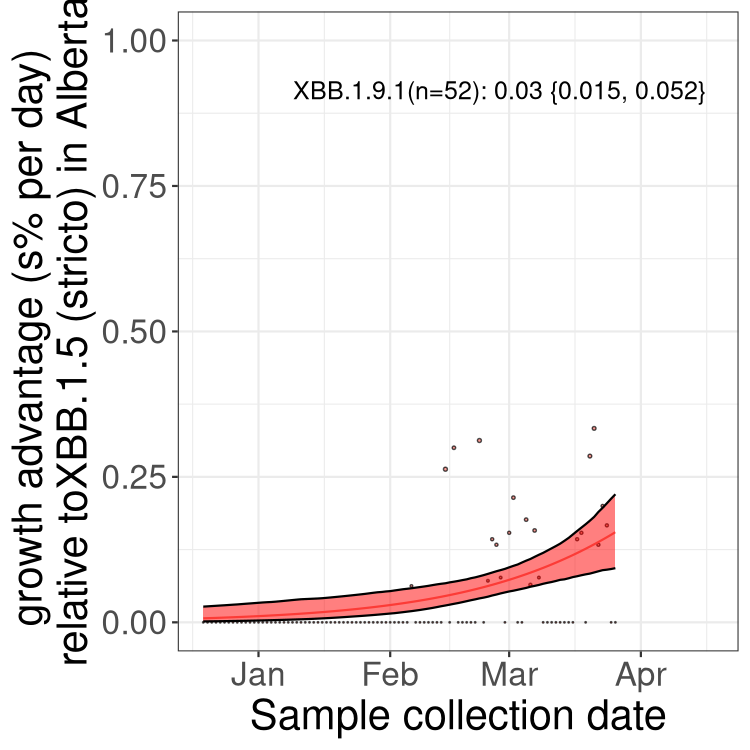 growth advantage (s% per day)
relative toXBB.1.5 (stricto) in Alberta
1.00
0.75
0.50
0.25
0.00
XBB.1.9.1(n=52): 0.03 {0.015, 0.052}
Jan Feb Mar Apr
Sample collection date